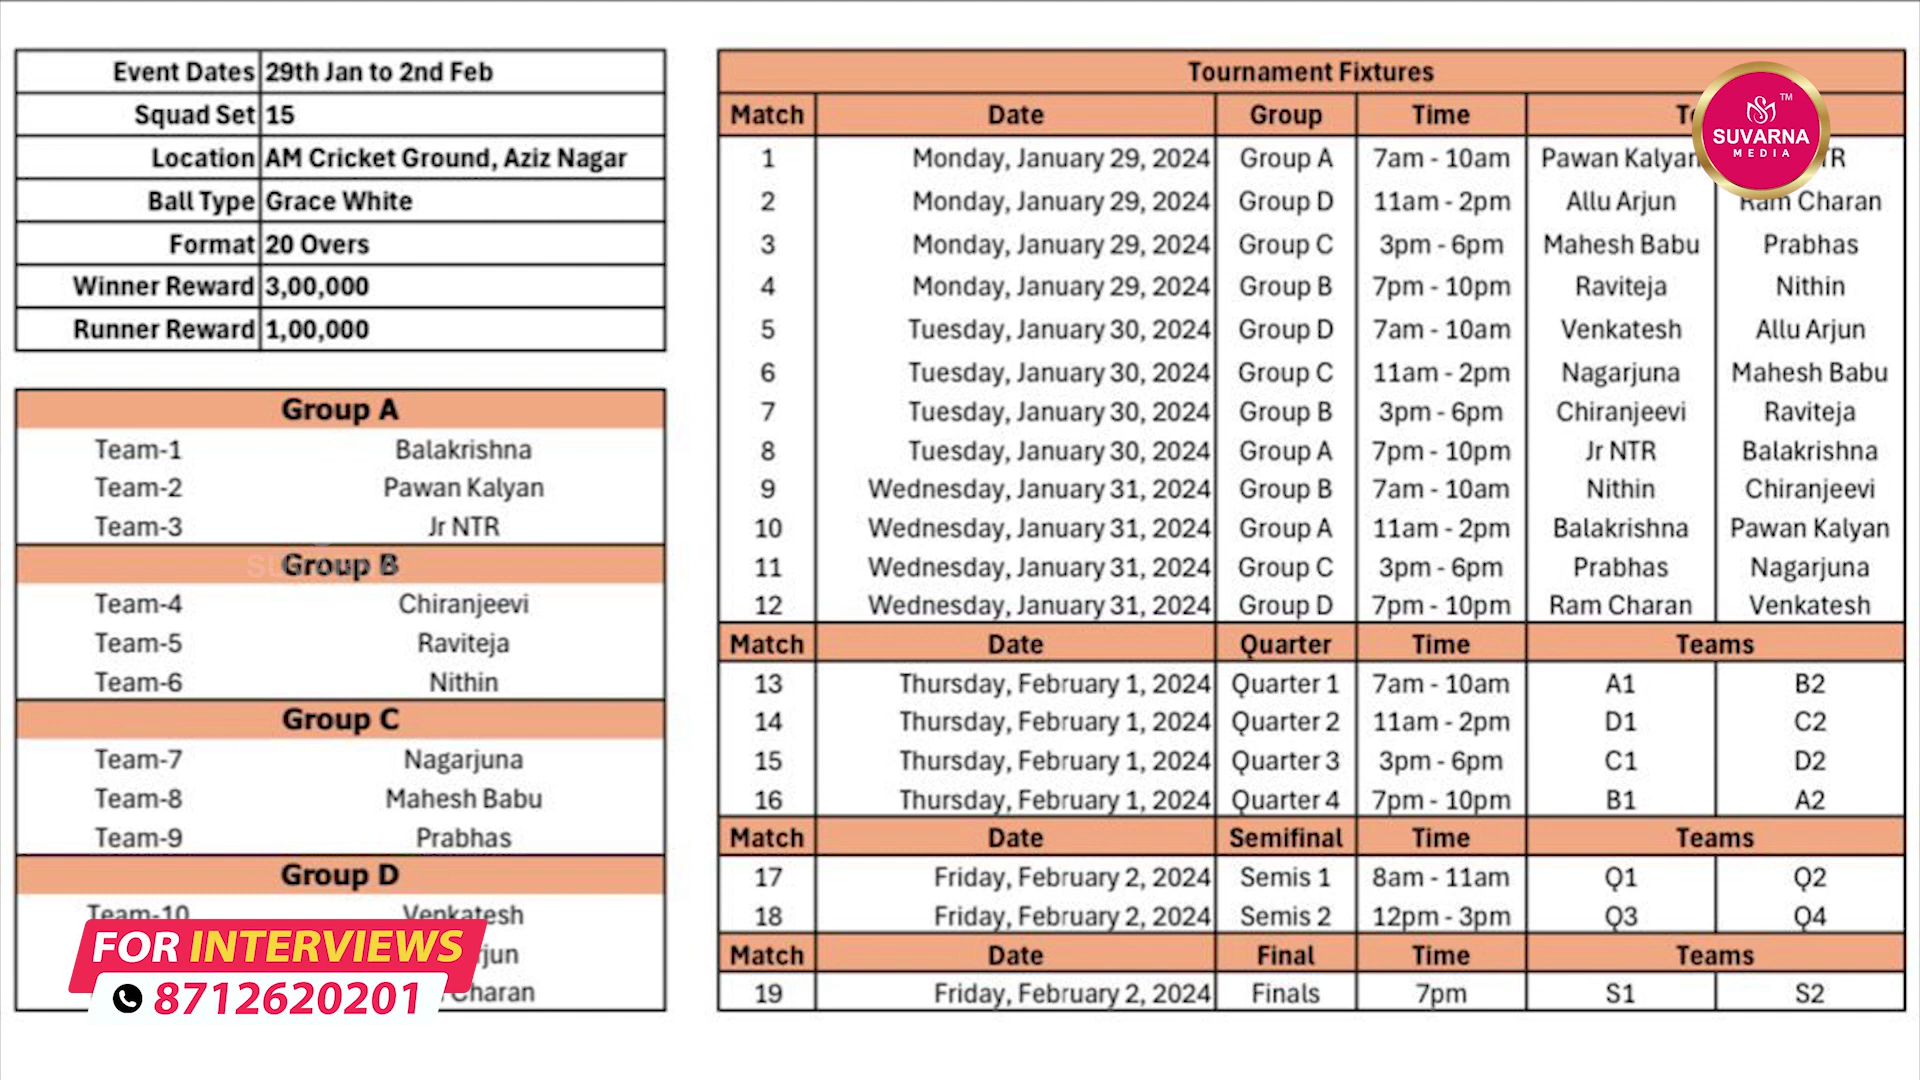 Event Dates 29th Jan to 2nd Feb
Squad Set 15
Location AM Cricket Ground, Aziz Nagar
Ball Type Grace White
Format 20 Overs
Winner Reward 3,00,000
Runner Reward 1,00,000
Group A
Team-1 Balakrishna
Team-2 Pawan Kalyan
Team-3 Jr NTR
Group B
Team-4 Chiranjeevi
Team-5 Raviteja
Team-6 Nithin
Group C
Team-7 Nagarjuna
Team-8 Mahesh Babu
Team-9 Prabhas
Group D
Team-10 Venkatesh
Charan
FOR INTERVIEWS
8712620201
Tournament Fixtures
Match Date Group Time
1 Monday, January 29, 2024 Group A 7am - 10am Pawan Kalyan
2 Monday, January 29, 2024 Group D 11am - 2pm Allu Arjun Ram Charan
3 Monday, January 29, 2024 Group C 3pm - 6pm Mahesh Babu Prabhas
4 Monday, January 29, 2024 Group B 7pm - 10pm Raviteja Nithin
5 Tuesday, January 30, 2024 Group D 7am - 10am Venkatesh Allu Arjun
6 Tuesday, January 30, 2024 Group C 11am - 2pm Nagarjuna Mahesh Babu
7 Tuesday, January 30, 2024 Group B 3pm - 6pm Chiranjeevi Raviteja
8 Tuesday, January 30, 2024 Group A 7pm - 10pm Jr NTR Balakrishna
9 Wednesday, January 31, 2024 Group B 7am - 10am Nithin Chiranjeevi
10 Wednesday, January 31, 2024 Group A 11am - 2pm Balakrishna Pawan Kalyan
11 Wednesday, January 31, 2024 Group C 3pm - 6pm Prabhas Nagarjuna
12 Wednesday, January 31, 2024 Group D 7pm - 10pm Ram Charan Venkatesh
Match Date Quarter Time Teams
13 Thursday, February 1, 2024 Quarter 1 7am - 10am A1 B2
14 Thursday, February 1, 2024 Quarter 2 11am - 2pm D1 C2
15 Thursday, February 1, 2024 Quarter 3 3pm - 6pm C1 D2
16 Thursday, February 1, 2024 Quarter 4 7pm - 10pm B1 A2
Match Date Semifinal Time Teams
17 Friday, February 2, 2024 Semis 1 8am - 11am Q1 Q2
18 Friday, February 2, 2024 Semis 2 12pm - 3pm Q3 Q4
Match Date Final Time Teams
19 Friday, February 2, 2024 Finals 7pm S1 S2
TM
SUVARNA
MEDIA